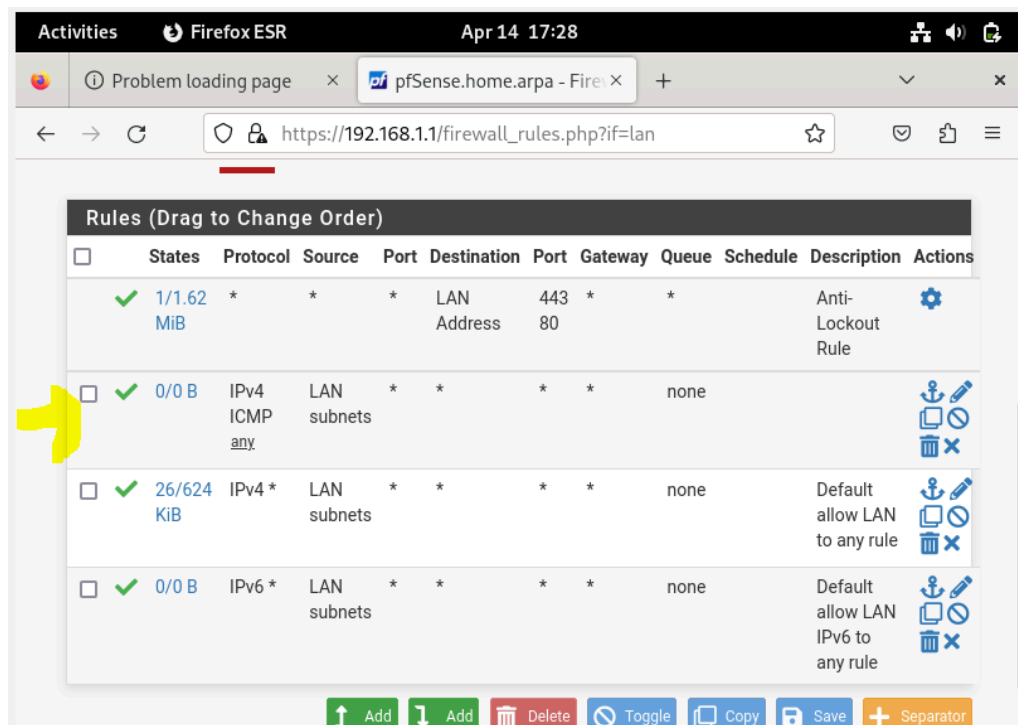 Activities Firefox ESR Apr 14 17:28
Problem loading page × pfSense.home.arpa - Fire × +
https://192.168.1.1/firewall_rules.php?if=lan
Rules (Drag to Change Order)
States Protocol Source Port Destination Port Gateway Queue Schedule Description Actions
1/1.62 * * * LAN 443 * * Anti-
MiB Address 80 Lockout
Rule
0/0 B IPv4 LAN * * * * none
ICMP subnets
any
26/624 IPv4 * LAN * * * * none Default
KiB subnets allow LAN
to any rule
0/0 B IPv6 * LAN * * * * none Default
subnets allow LAN
IPv6 to
any rule
Add Add Delete Toggle Copy Save Separator